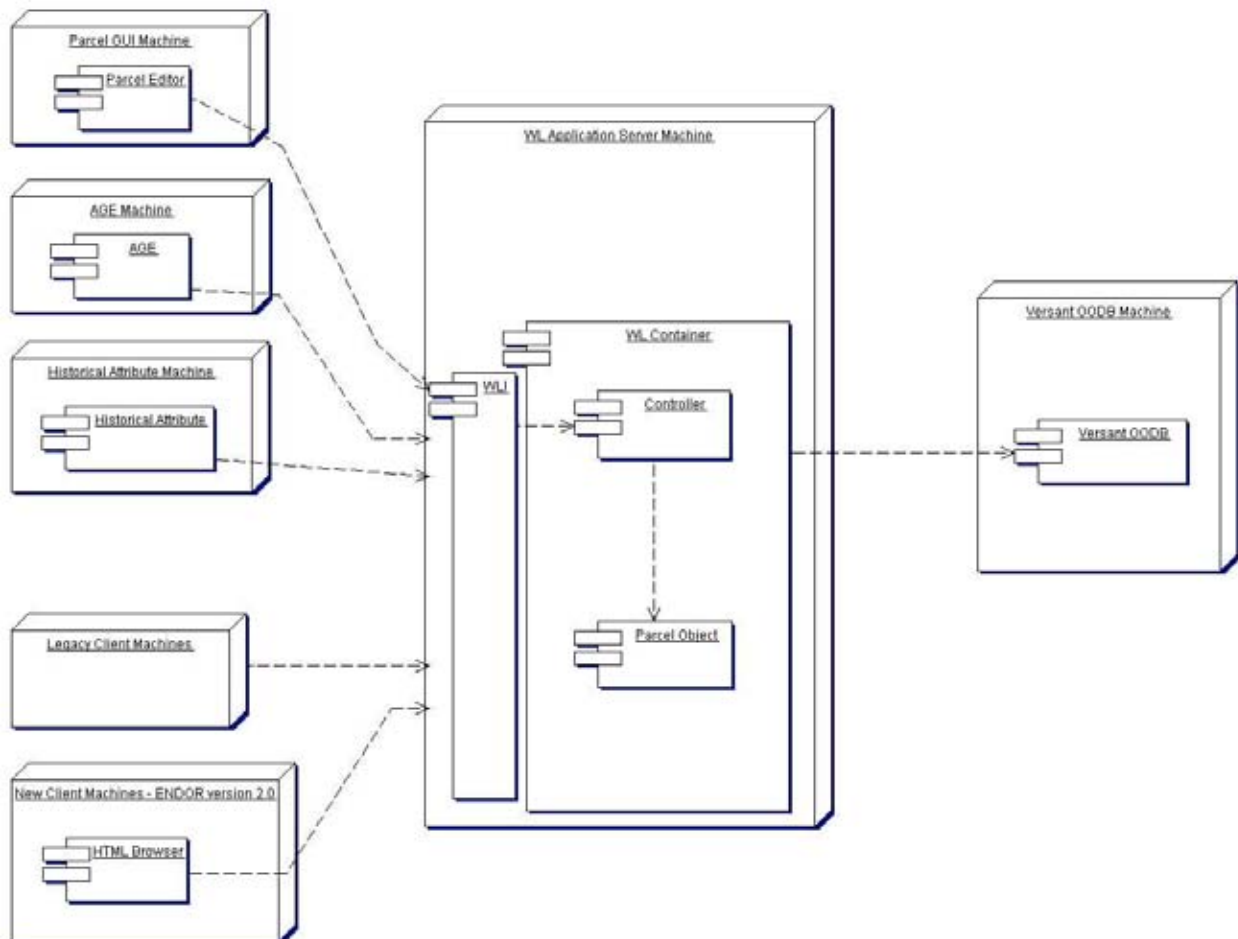 Parcel GUI Machine
Parcel Editor
AGE Machine
AGE
Historical Attribute Machine
Historical Attribute
Legacy Client Machines
New Client Machines - ENDOR version 2.0
HTML Browser
WL Application Server Machine
WL Container
WLI
Controller
Parcel Object
Versant OODB Machine
Versant OODB